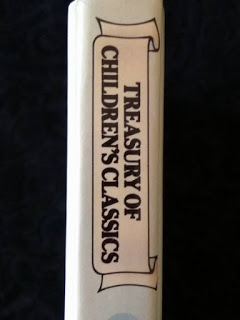 TREASURY OF
CHILDREN'S CLASSICS